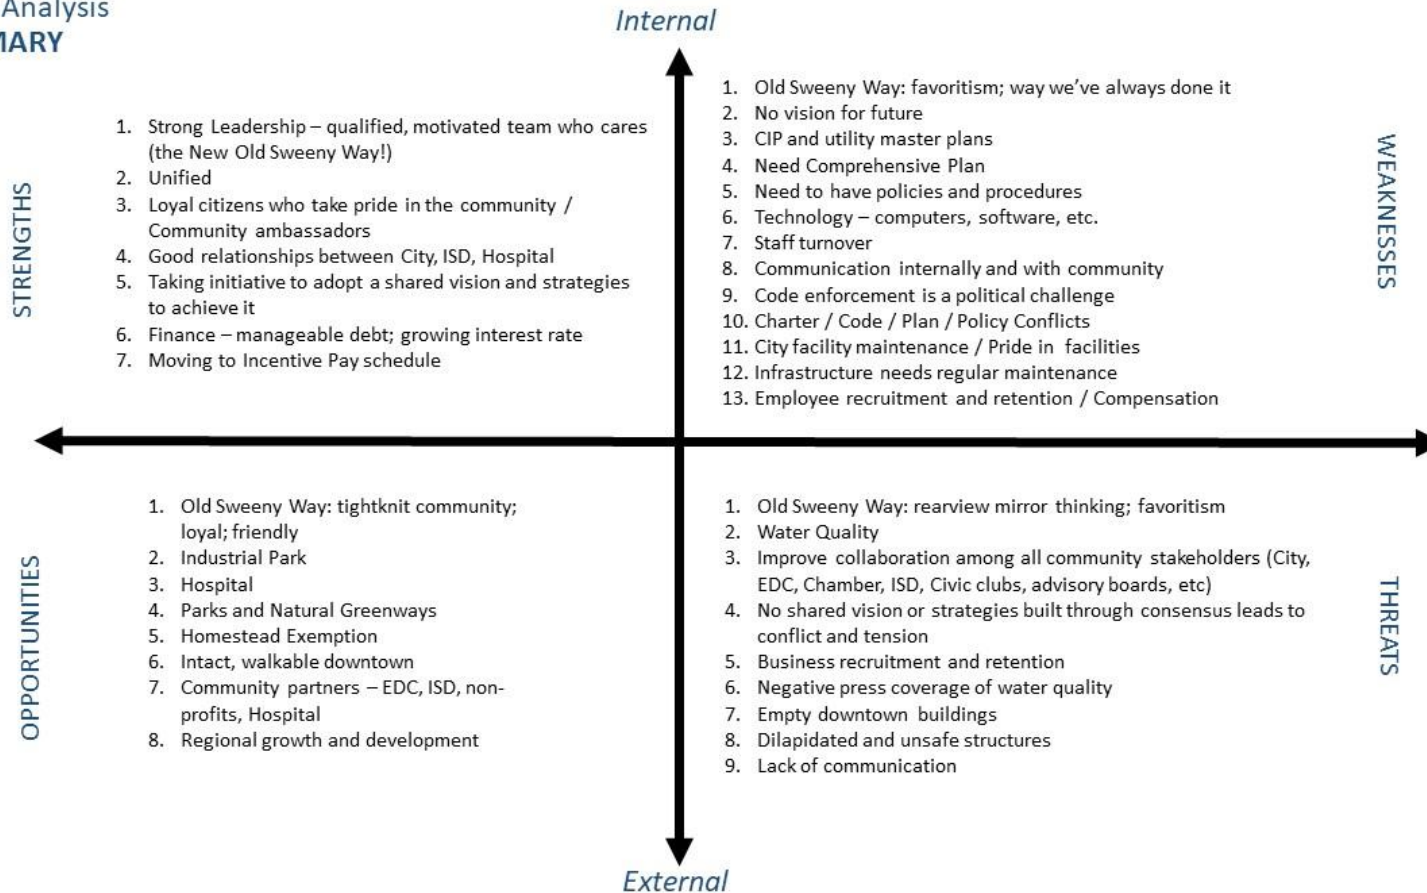 Analysis
MARY
Internal
STRENGTHS
1. Strong Leadership – qualified, motivated team who cares
(the New Old Sweeny Way!)
2. Unified
3. Loyal citizens who take pride in the community /
Community ambassadors
4. Good relationships between City, ISD, Hospital
5. Taking initiative to adopt a shared vision and strategies
to achieve it
6. Finance – manageable debt; growing interest rate
7. Moving to Incentive Pay schedule
WEAKNESSES
1. Old Sweeny Way: favoritism; way we’ve always done it
2. No vision for future
3. CIP and utility master plans
4. Need Comprehensive Plan
5. Need to have policies and procedures
6. Technology – computers, software, etc.
7. Staff turnover
8. Communication internally and with community
9. Code enforcement is a political challenge
10. Charter / Code / Plan / Policy Conflicts
11. City facility maintenance / Pride in facilities
12. Infrastructure needs regular maintenance
13. Employee recruitment and retention / Compensation
OPPORTUNITIES
1. Old Sweeny Way: tightknit community;
loyal; friendly
2. Industrial Park
3. Hospital
4. Parks and Natural Greenways
5. Homestead Exemption
6. Intact, walkable downtown
7. Community partners – EDC, ISD, non-
profits, Hospital
8. Regional growth and development
THREATS
1. Old Sweeny Way: rearview mirror thinking; favoritism
2. Water Quality
3. Improve collaboration among all community stakeholders (City,
EDC, Chamber, ISD, Civic clubs, advisory boards, etc)
4. No shared vision or strategies built through consensus leads to
conflict and tension
5. Business recruitment and retention
6. Negative press coverage of water quality
7. Empty downtown buildings
8. Dilapidated and unsafe structures
9. Lack of communication
External